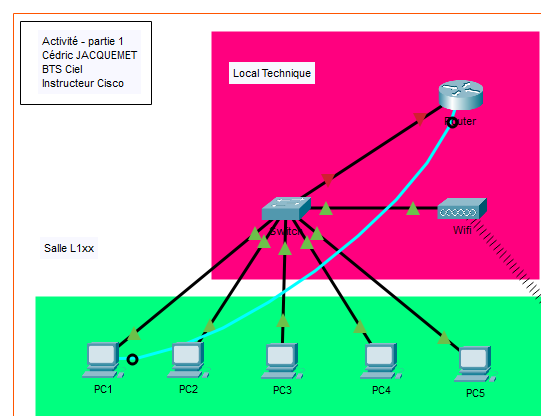 Activité - partie 1
Cédric JACQUEMET
BTS Ciel
Instructeur Cisco
Local Technique
Router
Switch
Wifi
Salle L1xx
PC1
PC2
PC3
PC4
PC5